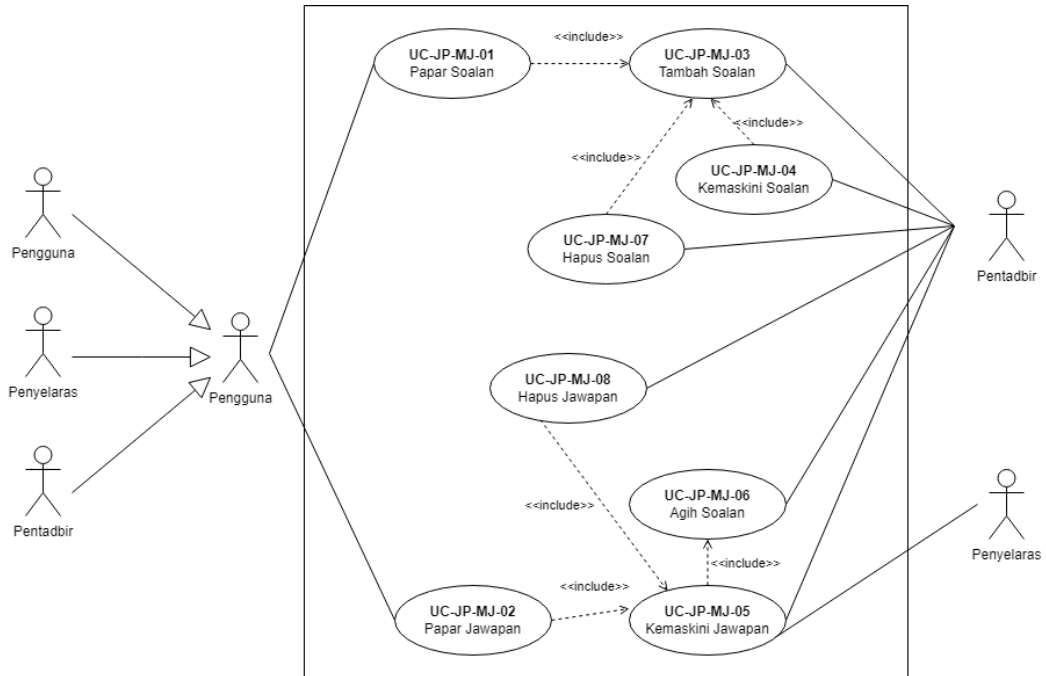 <<include>>
UC-JP-MJ-01
Papar Soalan
UC-JP-MJ-03
Tambah Soalan
<<include>>
<<include>>
UC-JP-MJ-04
Kemaskini Soalan
UC-JP-MJ-07
Hapus Soalan
Pengguna
Pentadbir
Penyelaras
Pengguna
UC-JP-MJ-08
Hapus Jawapan
Pentadbir
UC-JP-MJ-06
Agih Soalan
<<include>>
Penyelaras
<<include>>
<<include>>
UC-JP-MJ-02
Papar Jawapan
UC-JP-MJ-05
Kemaskini Jawapan